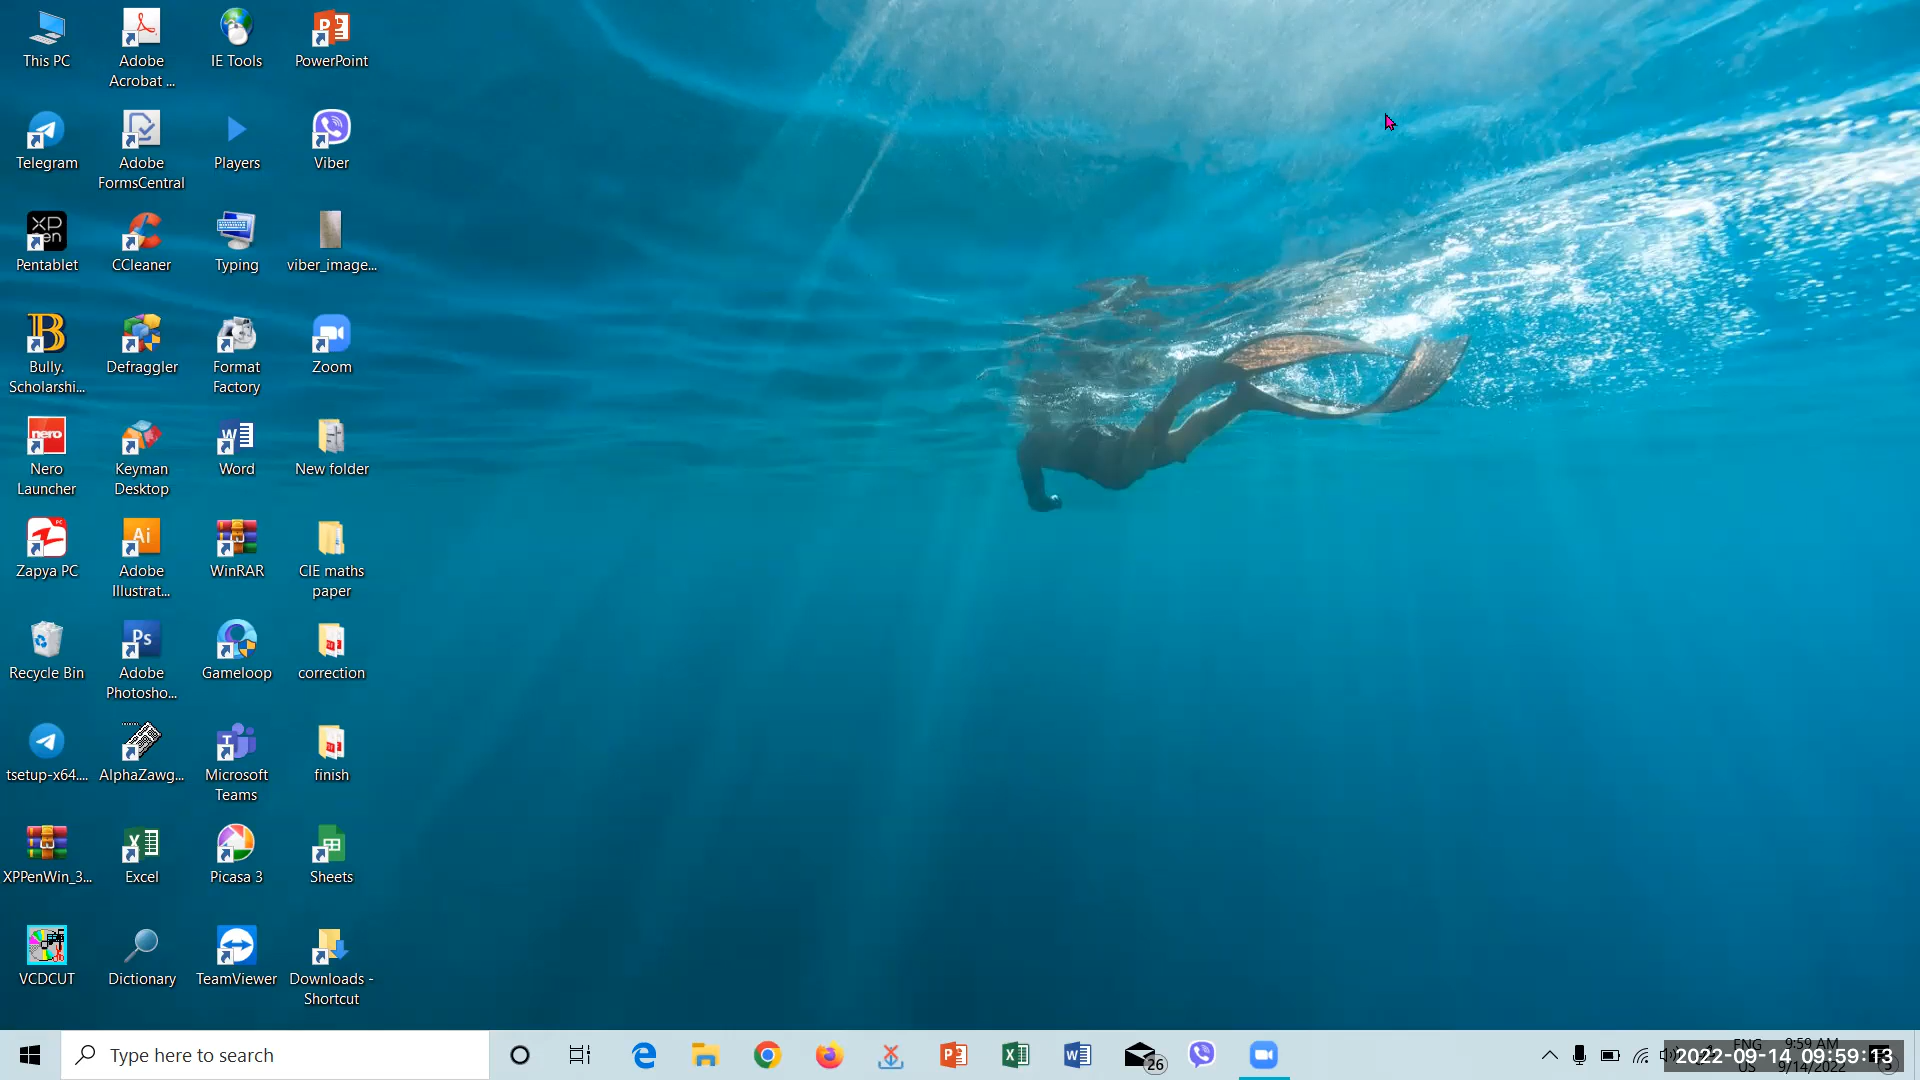 This PC
Adobe
Acrobat ...
IE Tools
PowerPoint
Telegram
Adobe
FormsCentral
Players
Viber
Pentablet
CCleaner
Typing
viber_image...
Bully.
Scholarshi...
Defraggler
Format
Factory
Zoom
Nero
Launcher
Keyman
Desktop
Word
New folder
Zapya PC
Adobe
Illustrat...
WinRAR
CIE maths
paper
Recycle Bin
Adobe
Photosho...
Gameloop
correction
tsetup-x64....
AlphaZawg...
Microsoft
Teams
finish
XPPenWin_3...
Excel
Picasa 3
Sheets
VCDCUT
Dictionary
TeamViewer
Downloads -
Shortcut
Type here to search
26
ENG
US
9:59 AM
9/14/2022
2022-09-14 09:59:13
5